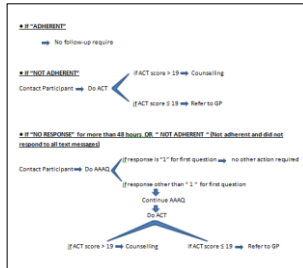 • If "ADHERENT"
No follow-up require
• If "NOT ADHERENT"
if ACT score > 19 Counselling
Contact Participant Do ACT
if ACT score ≤ 19 Refer to GP
• If "NO RESPONSE" for more than 48 hours, OR, " NOT ADHERENT " (Not adherent and did not
respond to all text messages)
if response is "1" for first question no other action required
Contact Participant Do AAAQ
if response other than " 1 " for first question
Continue AAAQ
Do ACT
if ACT score > 19 Counselling if ACT score ≤ 19 Refer to GP